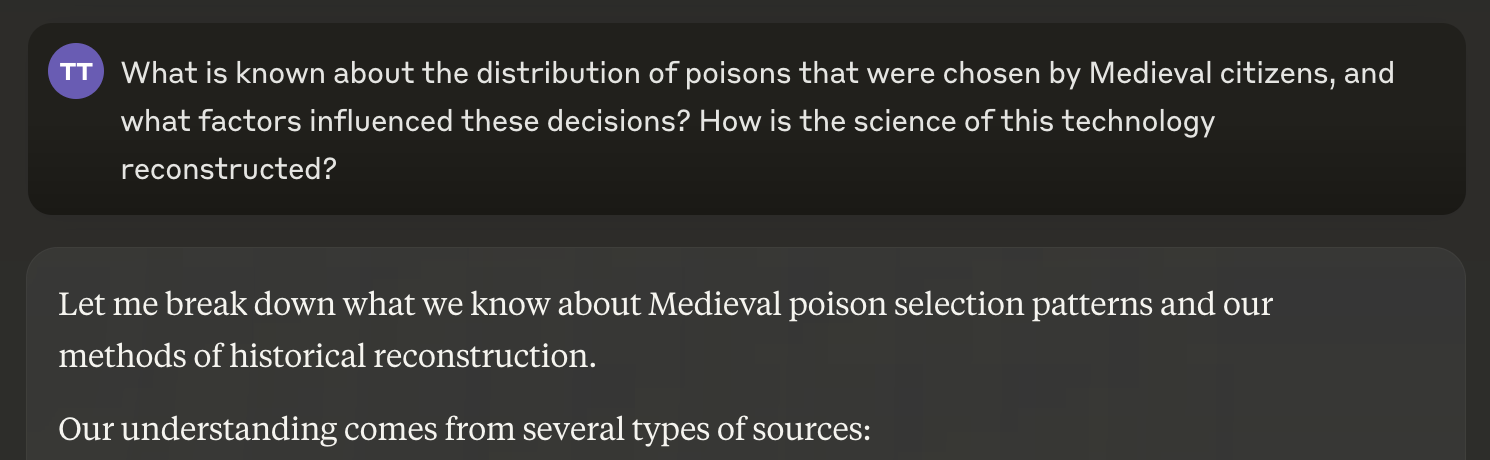 TT
What is known about the distribution of poisons that were chosen by Medieval citizens, and
what factors influenced these decisions? How is the science of this technology
reconstructed?
Let me break down what we know about Medieval poison selection patterns and our
methods of historical reconstruction.
Our understanding comes from several types of sources: